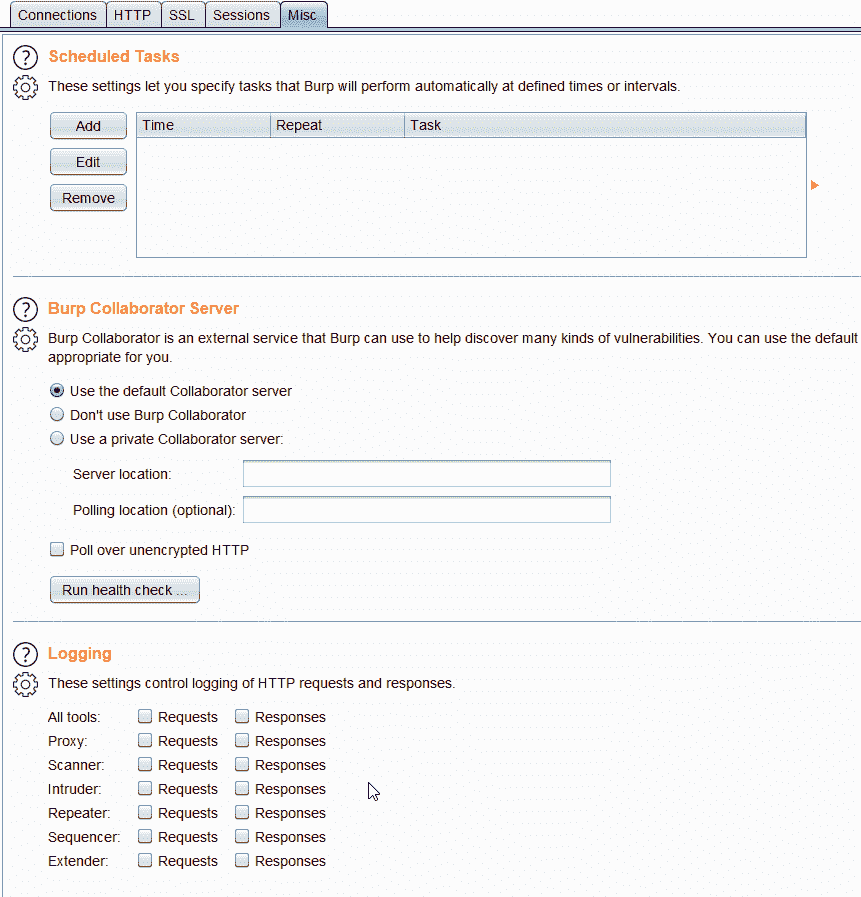 Connections HTTP SSL Sessions Misc
? Scheduled Tasks
These settings let you specify tasks that Burp will perform automatically at defined times or intervals.
Add Time Repeat Task
Edit
Remove
? Burp Collaborator Server
Burp Collaborator is an external service that Burp can use to help discover many kinds of vulnerabilities. You can use the default
appropriate for you.
Use the default Collaborator server
Don't use Burp Collaborator
Use a private Collaborator server:
Server location:
Polling location (optional):
Poll over unencrypted HTTP
Run health check ...
? Logging
These settings control logging of HTTP requests and responses.
All tools: Requests Responses
Proxy: Requests Responses
Scanner: Requests Responses
Intruder: Requests Responses
Repeater: Requests Responses
Sequencer: Requests Responses
Extender: Requests Responses